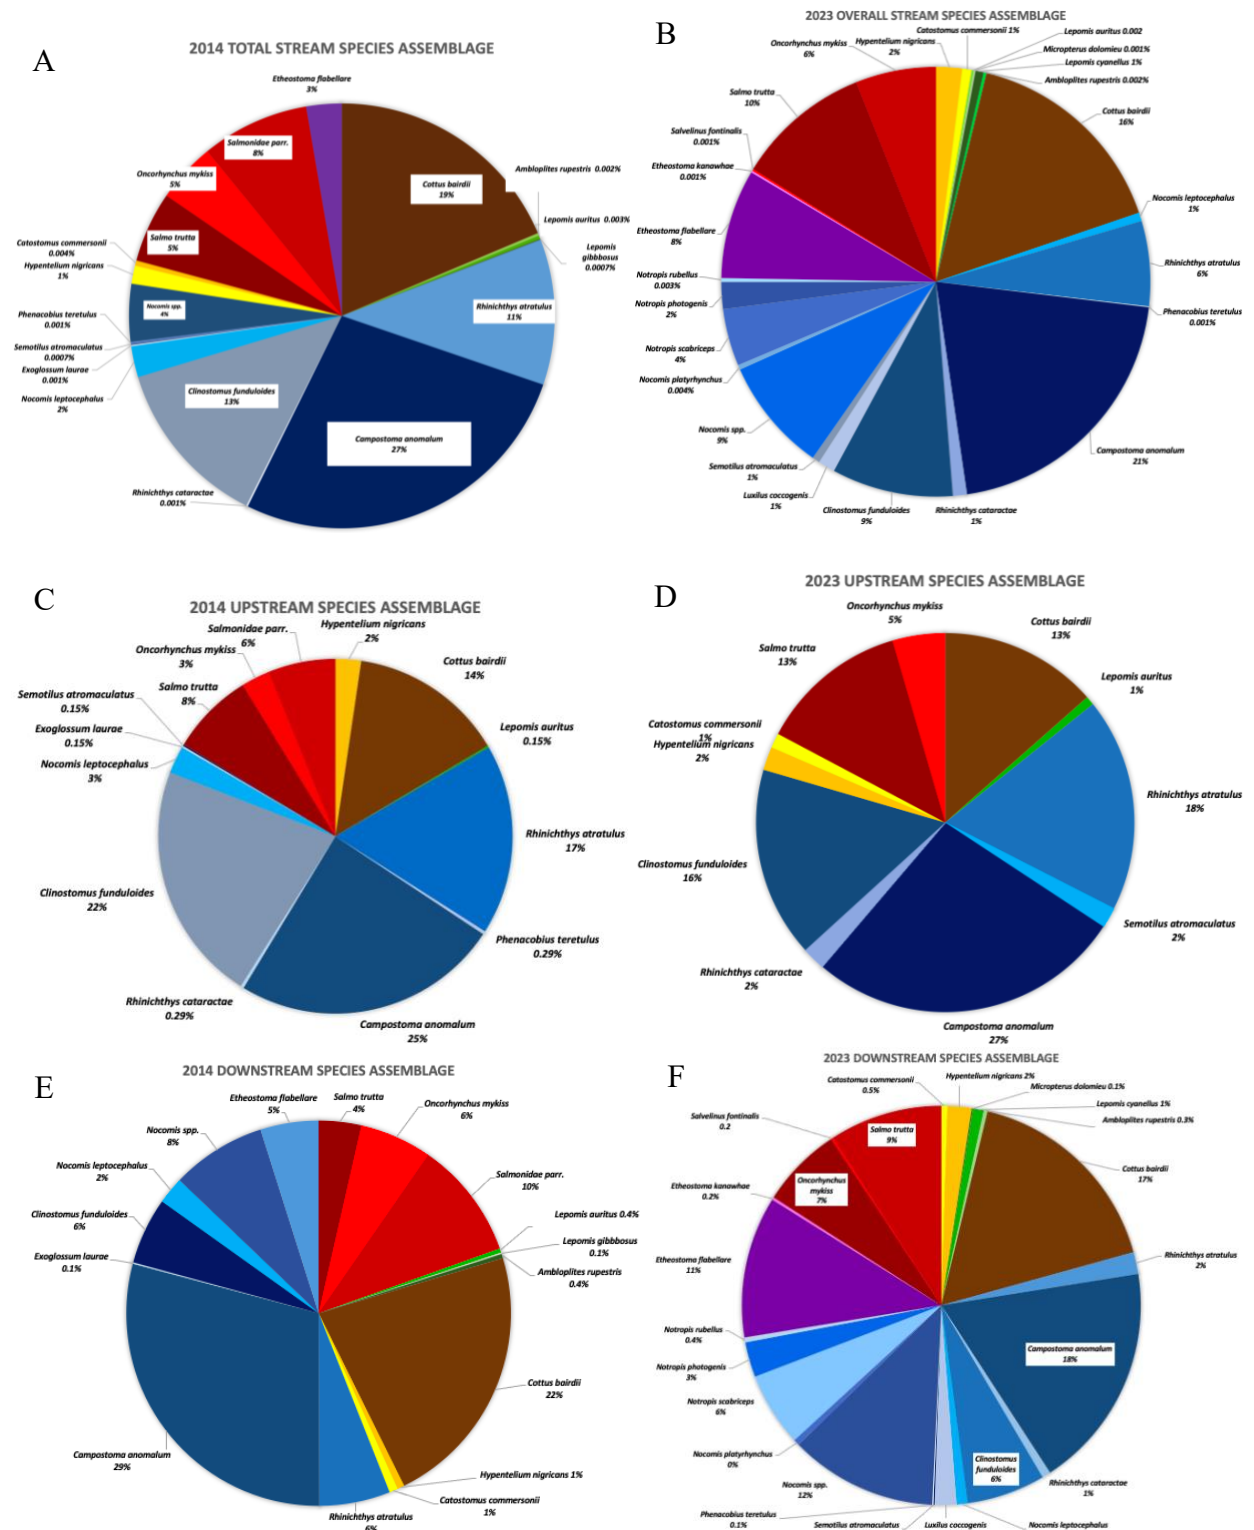 A
2014 TOTAL STREAM SPECIES ASSEMBLAGE
Etheostoma flabellare
3%
Salmonidae parr.
8%
Oncorhynchus mykiss
5%
Cottus bairdii
19%
Ambloplites rupestris 0.002%
Lepomis auritus 0.003%
Lepomis
gibbbosus
0.0007%
Salmo trutta
5%
Catostomus commersonii
0.004%
Hypentelium nigricans
1%
Nocomis spp.
4%
Rhinichthys atratulus
11%
Phenacobius teretulus
0.001%
Semotilus atromaculatus
0.0007%
Exoglossum laurae
0.001%
Nocomis leptocephalus
2%
Clinostomus funduloides
13%
Campostoma anomalum
27%
Rhinichthys cataractae
0.001%
B
2023 OVERALL STREAM SPECIES ASSEMBLAGE
Catostomus commersonii 1%
Lepomis auritus 0.002
Hypentelium nigricans
2%
Oncorhynchus mykiss
6%
Micropterus dolomieu 0.001%
Lepomis cyanellus 1%
Ambloplites rupestris 0.002%
Salmo trutta
10%
Cottus bairdii
16%
Salvelinus fontinalis
0.001%
Etheostoma kanawhae
0.001%
Nocomis leptocephalus
1%
Etheostoma flabellare
8%
Rhinichthys atratulus
6%
Notropis rubellus
0.003%
Notropis photogenis
2%
Phenacobius teretulus
0.001%
Notropis scabriceps
4%
Nocomis platyrhynchus
0.004%
Nocomis spp.
9%
Campostoma anomalum
21%
Semotilus atromaculatus
1%
Luxilus coccogenis
1%
Clinostomus funduloides
9%
Rhinichthys cataractae
1%
C
2014 UPSTREAM SPECIES ASSEMBLAGE
Hypentelium nigricans
2%
Salmonidae parr.
6%
Oncorhynchus mykiss
3%
Cottus bairdii
14%
Salmo trutta
8%
Semotilus atromaculatus
0.15%
Exoglossum laurae
0.15%
Nocomis leptocephalus
3%
Lepomis auritus
0.15%
Rhinichthys atratulus
17%
Clinostomus funduloides
22%
Phenacobius teretulus
0.29%
Rhinichthys cataractae
0.29%
Campostoma anomalum
25%
D
2023 UPSTREAM SPECIES ASSEMBLAGE
Oncorhynchus mykiss
5%
Cottus bairdii
13%
Salmo trutta
13%
Lepomis auritus
1%
Catostomus commersonii
1%
Hypentelium nigricans
2%
Rhinichthys atratulus
18%
Clinostomus funduloides
16%
Semotilus atromaculatus
2%
Rhinichthys cataractae
2%
Campostoma anomalum
27%
E
2014 DOWNSTREAM SPECIES ASSEMBLAGE
Etheostoma flabellare
5%
Salmo trutta
4%
Oncorhynchus mykiss
6%
Nocomis spp.
8%
Nocomis leptocephalus
2%
Salmonidae parr.
10%
Clinostomus funduloides
6%
Lepomis auritus 0.4%
Lepomis gibbbosus
0.1%
Exoglossum laurae
0.1%
Ambloplites rupestris
0.4%
Cottus bairdii
22%
Campostoma anomalum
29%
Hypentelium nigricans 1%
Catostomus commersonii
1%
Rhinichthys atratulus
6%
F
2023 DOWNSTREAM SPECIES ASSEMBLAGE
Hypentelium nigricans 2%
Catostomus commersonii
0.5%
Micropterus dolomieu 0.1%
Lepomis cyanellus 1%
Ambloplites rupestris 0.3%
Salvelinus fontinalis
0.2
Salmo trutta
9%
Cottus bairdii
17%
Oncorhynchus
mykiss
7%
Etheostoma kanawhae
0.2%
Rhinichthys atratulus
2%
Etheostoma flabellare
11%
Notropis rubellus
0.4%
Campostoma anomalum
18%
Notropis photogenis
3%
Notropis scabriceps
6%
Nocomis platyrhynchus
0%
Clinostomus
funduloides
6%
Nocomis spp.
12%
Rhinichthys cataractae
1%
Phenacobius teretulus
0.1%
Semotilus atromaculatus
Luxilus coccogenis
Nocomis leptocephalus